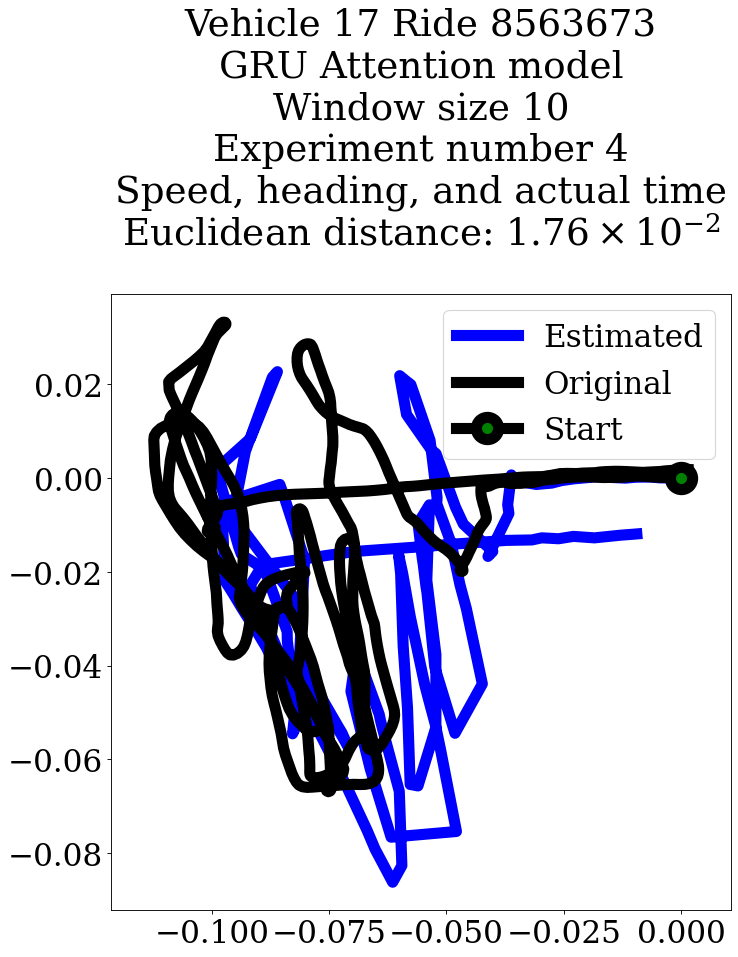 Vehicle 17 Ride 8563673
GRU Attention model
Window size 10
Experiment number 4
Speed, heading, and actual time
Euclidean distance: 1.76 × 10⁻²
Estimated
Original
Start
0.02
0.00
−0.02
−0.04
−0.06
−0.08
−0.100 −0.075 −0.050 −0.025 0.000